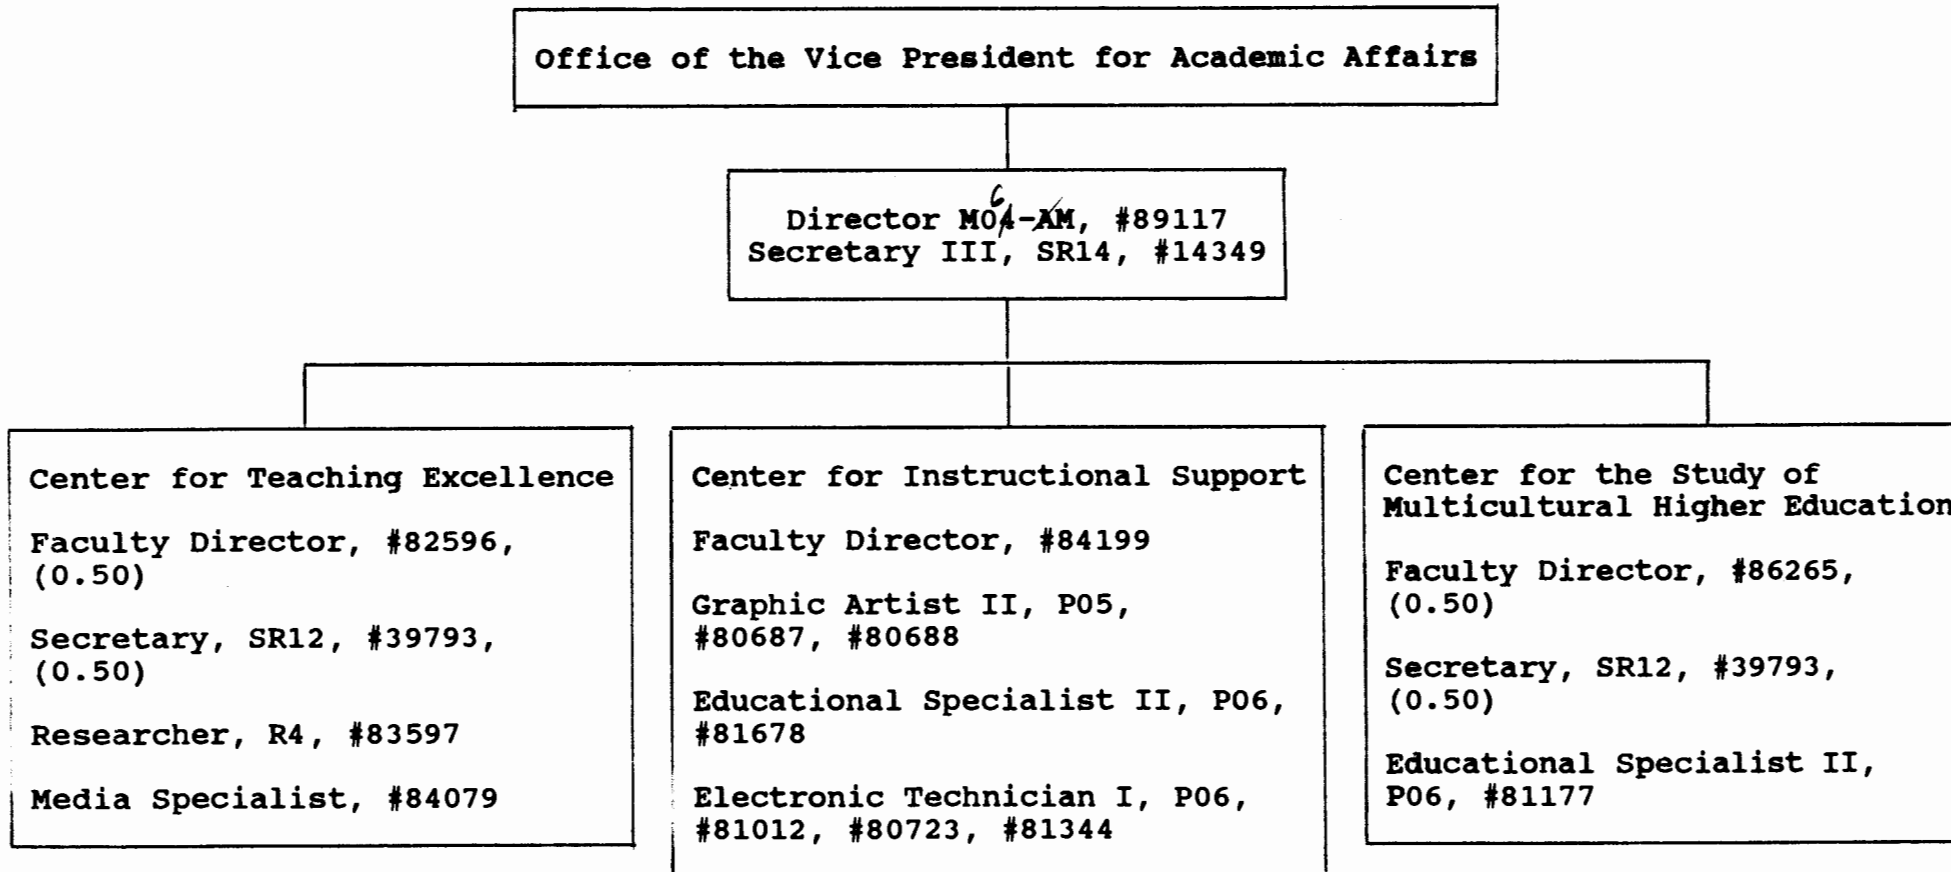 Office of the Vice President for Academic Affairs
Director M06-M, #89117
Secretary III, SR14, #14349
Center for Teaching Excellence
Faculty Director, #82596,
(0.50)
Secretary, SR12, #39793,
(0.50)
Researcher, R4, #83597
Media Specialist, #84079
Center for Instructional Support
Faculty Director, #84199
Graphic Artist II, P05,
#80687, #80688
Educational Specialist II, P06,
#81678
Electronic Technician I, P06,
#81012, #80723, #81344
Center for the Study of
Multicultural Higher Education
Faculty Director, #86265,
(0.50)
Secretary, SR12, #39793,
(0.50)
Educational Specialist II,
P06, #81177